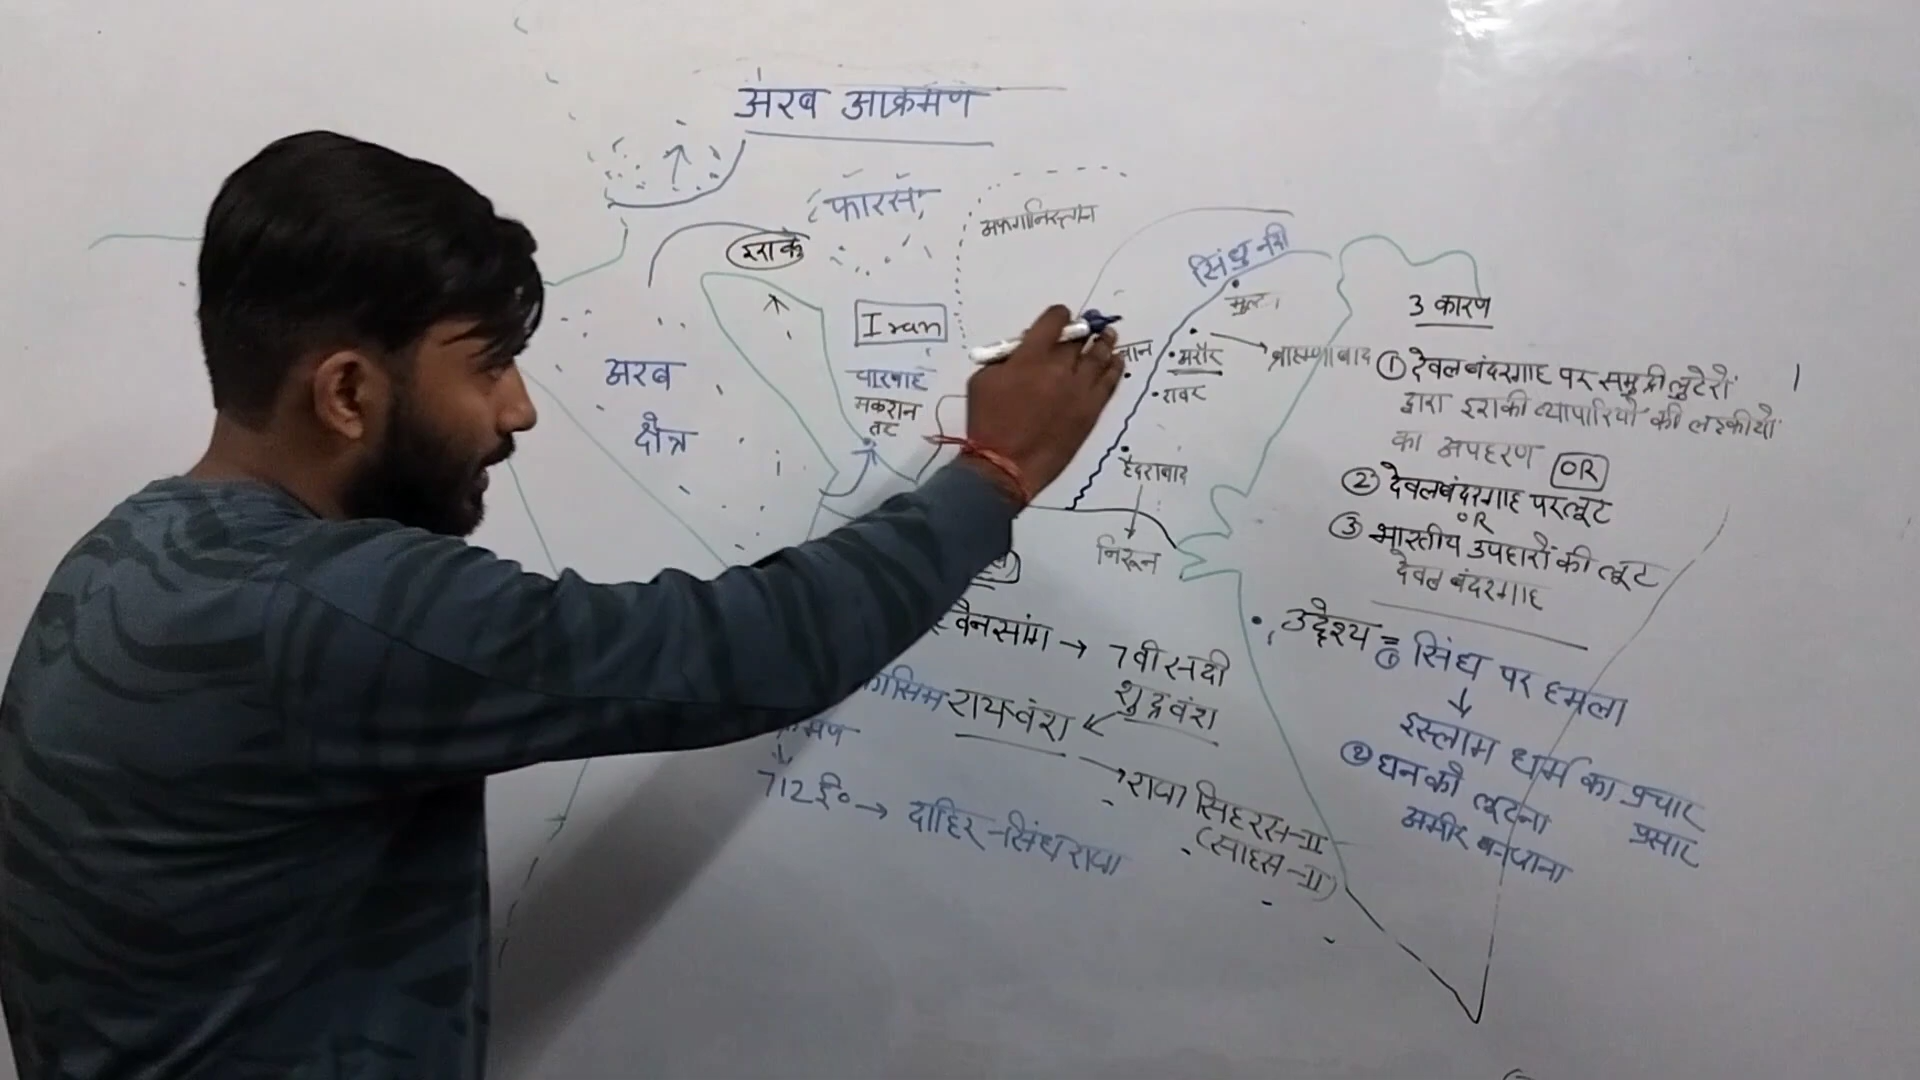 अरब आक्रमण
फारस
अफगानिस्तान
इराक
सिंधु नदी
3 कारण
Iran
अरब
क्षेत्र
चारबाह
मकरान
तट
अरोर
ब्राह्मणाबाद
रावर
हैदराबाद
निरून
① देवल बंदरगाह पर समुद्री लुटेरों
द्वारा इराकी व्यापारियों की लड़कीयों
का अपहरण OR
② देवल बंदरगाह पर लूट
OR
③ भारतीय उपहारों की लूट
देवल बंदरगाह
उद्देश्य = ① सिंध पर हमला
↓
इस्लाम धर्म का प्रचार
प्रसार
② धन को लूटना
अमीर बनपाना
वेनसांग → 7 वी सदी
शुद्रवंश
कासिम
रायवंश
→ राजा सिहरस-II
(साहस-II)
712 ई० → दाहिर - सिंध राजा